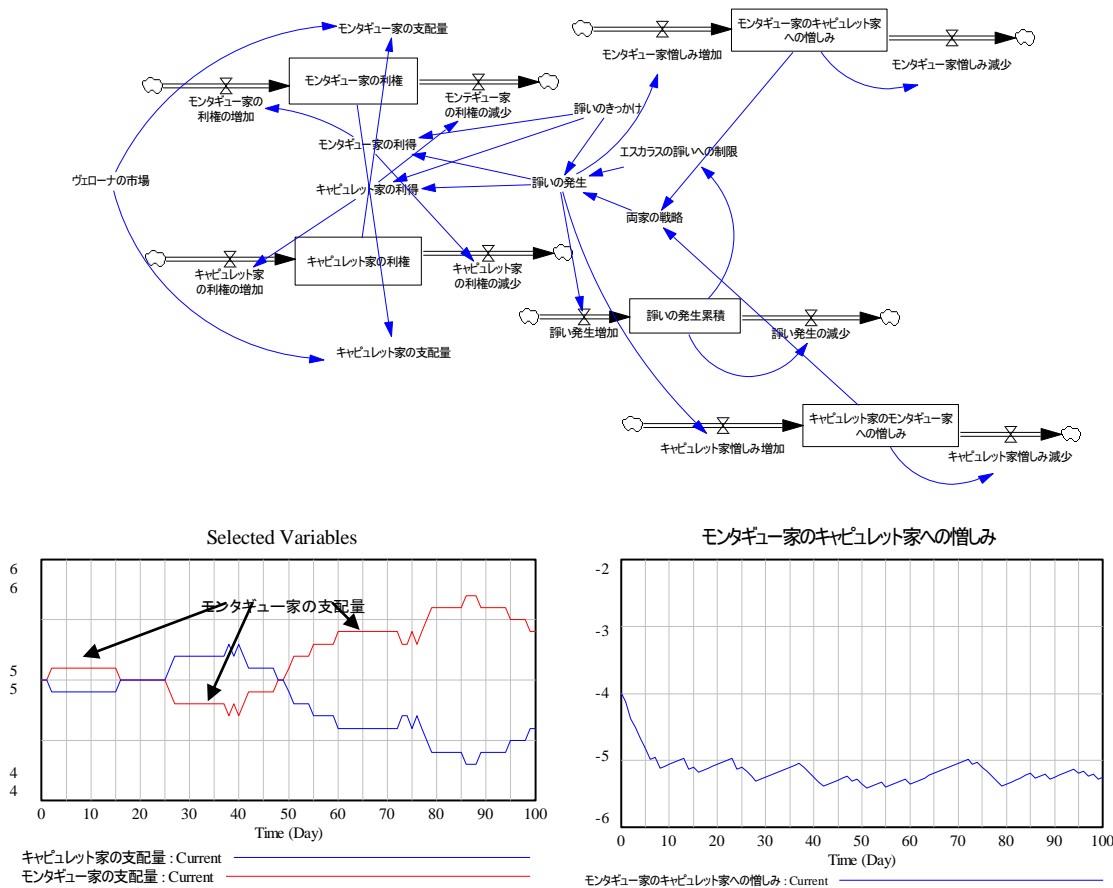 モンタギュー家の支配量
モンタギュー家の利権
モンタギュー家の
利権の増加
モンテギュー家
の利権の減少
モンタギュー家の利得
ヴェローナの市場
キャピュレット家の利得
キャピュレット家の利権
キャピュレット家
の利権の増加
キャピュレット家
の利権の減少
キャピュレット家の支配量
モンタギュー家のキャピュレット家
への憎しみ
モンタギュー家憎しみ増加
モンタギュー家憎しみ減少
諍いのきっかけ
エスカラスの諍いへの制限
諍いの発生
両家の戦略
諍いの発生累積
諍い発生増加
諍い発生の減少
キャピュレット家のモンタギュー家
への憎しみ
キャピュレット家憎しみ増加
キャピュレット家憎しみ減少
Selected Variables
6
6
モンタギュー家の支配量
5
5
4
4
0 10 20 30 40 50 60 70 80 90 100
Time (Day)
キャピュレット家の支配量 : Current
モンタギュー家の支配量 : Current
モンタギュー家のキャピュレット家への憎しみ
-2
-3
-4
-5
-6
0 10 20 30 40 50 60 70 80 90 100
Time (Day)
モンタギュー家のキャピュレット家への憎しみ : Current